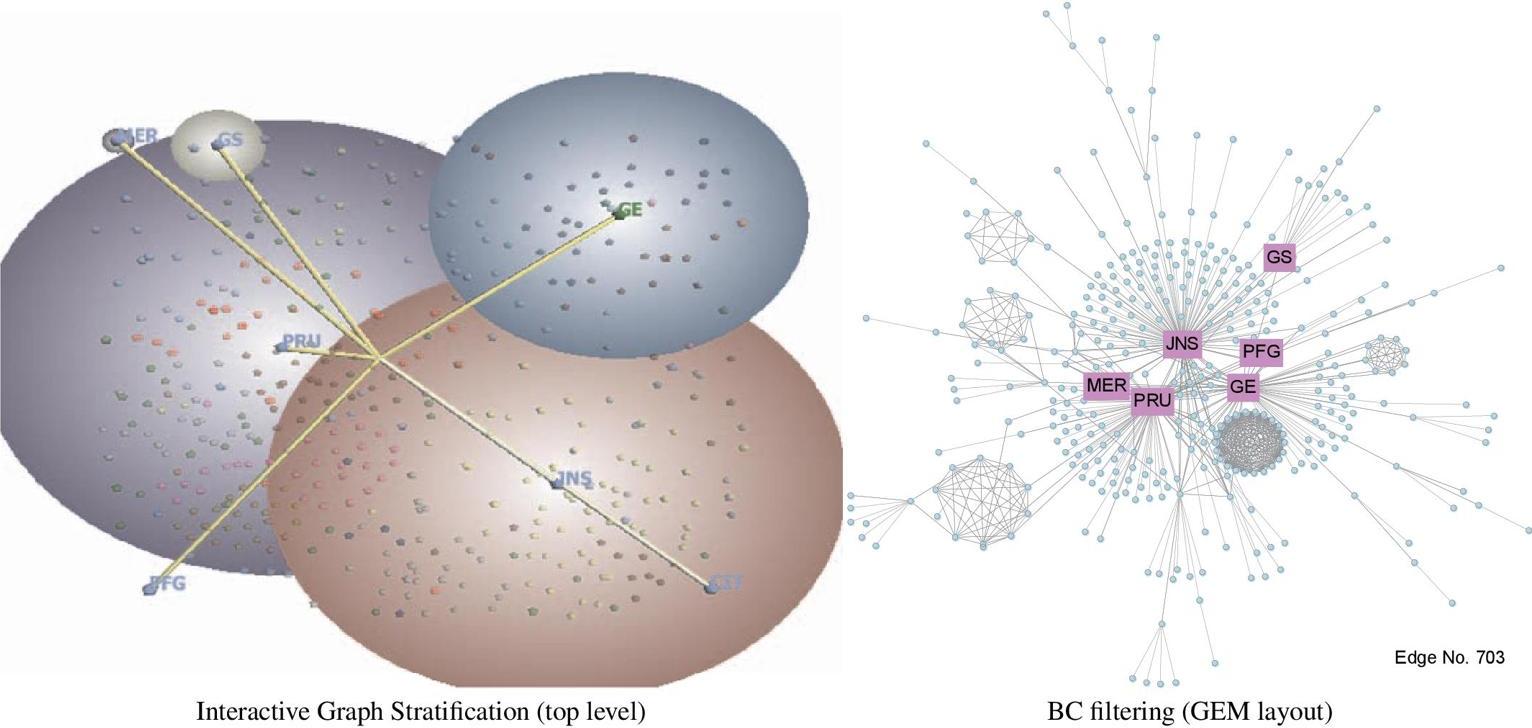 MER
GS
GE
PRU
JNS
PFG
CIT
Interactive Graph Stratification (top level)
GS
JNS
PFG
MER
GE
PRU
Edge No. 703
BC filtering (GEM layout)